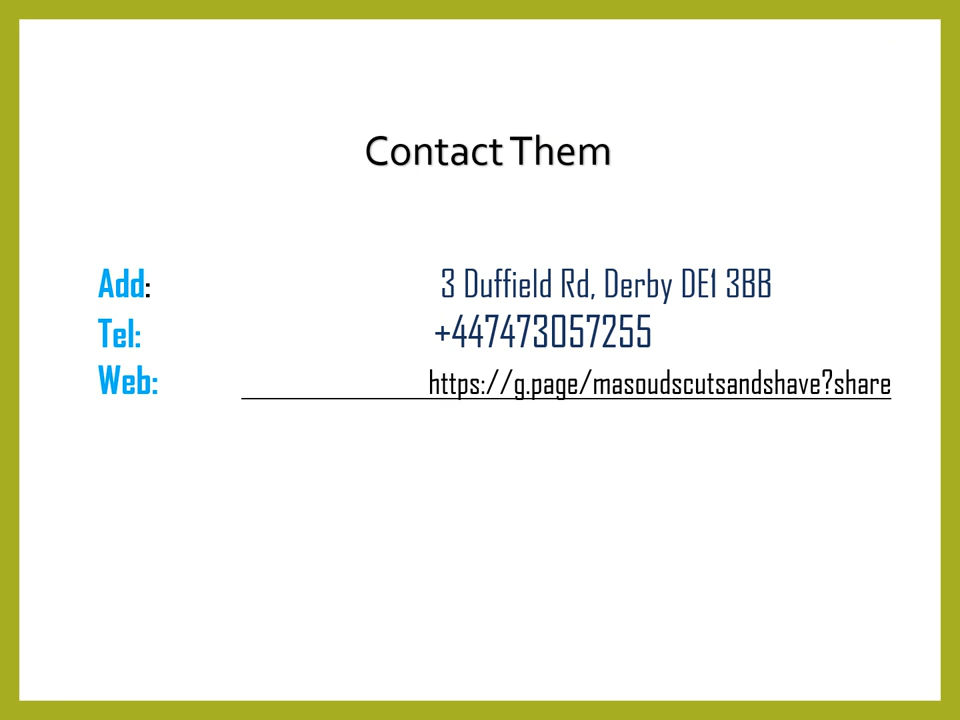 Contact Them
Add: 3 Duffield Rd, Derby DE1 3BB
Tel: +447473057255
Web: https://g.page/masoudscutsandshave?share